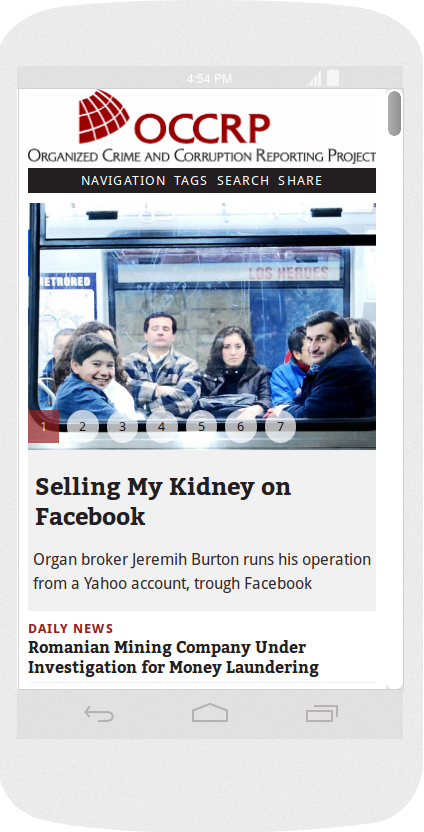 4:54 PM
OCCRP
ORGANIZED CRIME AND CORRUPTION REPORTING PROJECT
NAVIGATION TAGS SEARCH SHARE
LOS HEROES
METRORED
1 2 3 4 5 6 7
Selling My Kidney on
Facebook
Organ broker Jeremih Burton runs his operation
from a Yahoo account, trough Facebook
DAILY NEWS
Romanian Mining Company Under
Investigation for Money Laundering